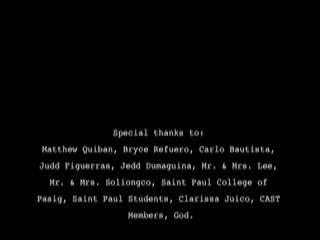 Special thanks to:
Matthew Quiban, Bryce Refuero, Carlo Bautista,
Judd Figuerras, Jedd Dumaguina, Mr. & Mrs. Lee,
Mr. & Mrs. Soliongco, Saint Paul College of
Pasig, Saint Paul Students, Clarissa Juico, CAST
Members, God.